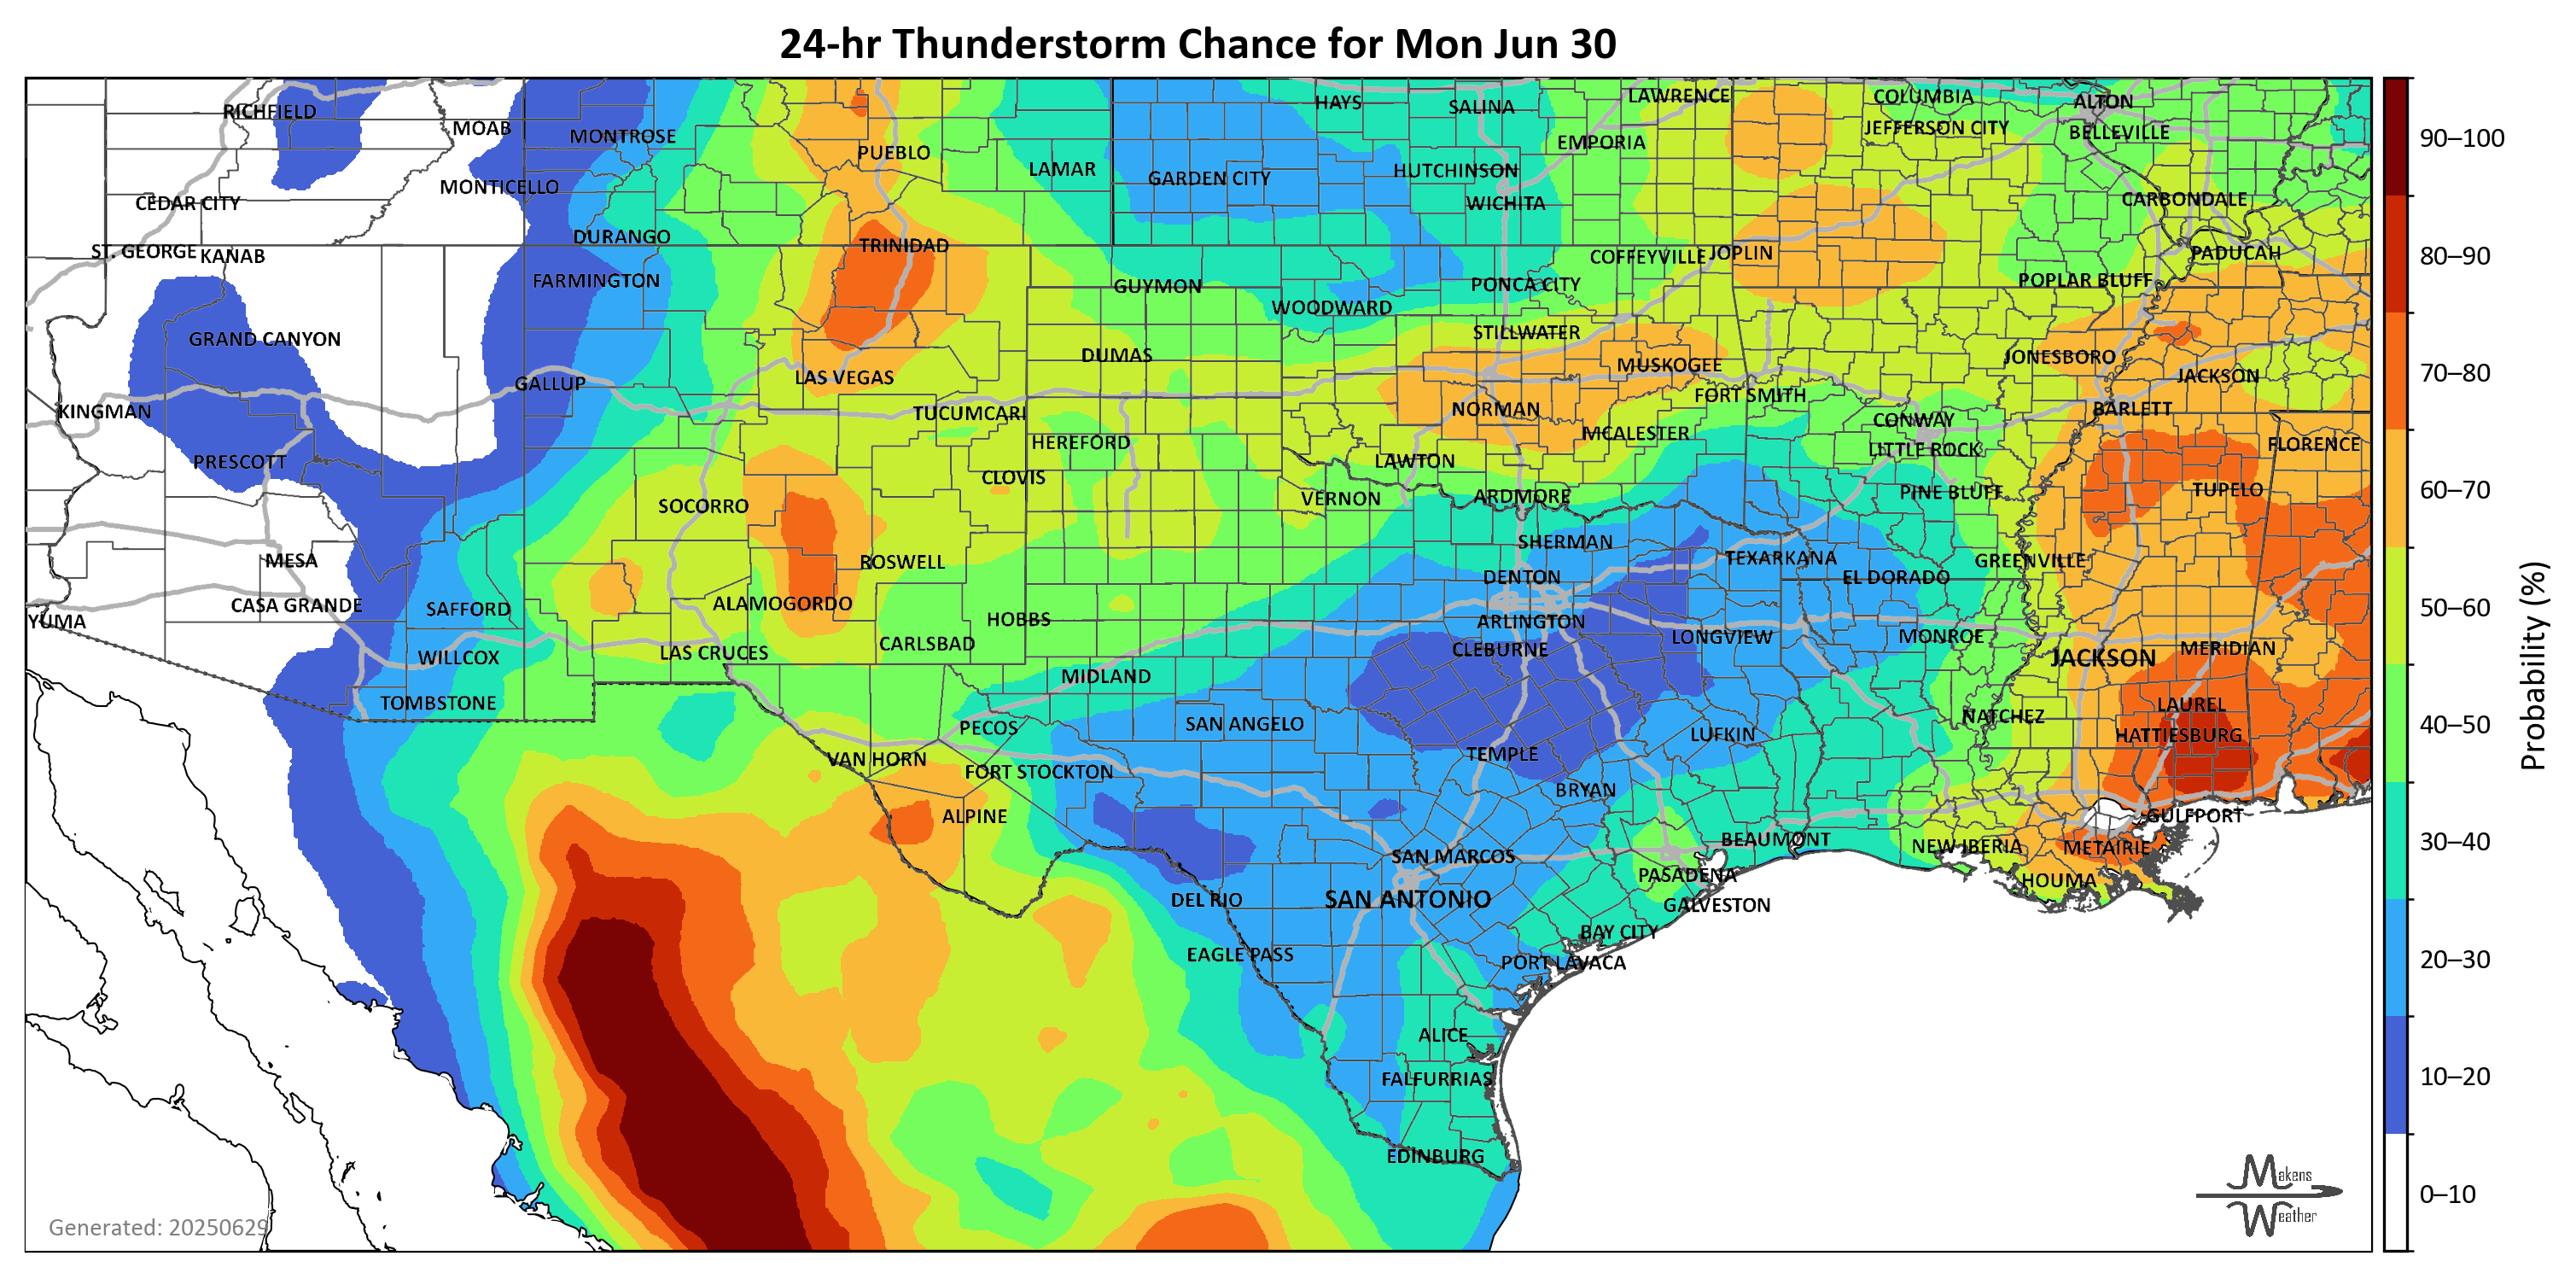 24-hr Thunderstorm Chance for Mon Jun 30
RICHFIELD
MOAB
MONTROSE
PUEBLO
LAMAR
GARDEN CITY
HAYS
SALINA
HUTCHINSON
WICHITA
EMPORIA
LAWRENCE
COLUMBIA
JEFFERSON CITY
ALTON
BELLEVILLE
CARBONDALE
CEDAR CITY
MONTICELLO
DURANGO
TRINIDAD
ST. GEORGE
KANAB
FARMINGTON
GUYMON
WOODWARD
PONCA CITY
COFFEYVILLE
JOPLIN
POPLAR BLUFF
PADUCAH
GRAND CANYON
GALLUP
LAS VEGAS
DUMAS
STILLWATER
MUSKOGEE
JONESBORO
JACKSON
KINGMAN
TUCUMCARI
NORMAN
FORT SMITH
CONWAY
BARLETT
PRESCOTT
HEREFORD
MCALESTER
LITTLE ROCK
FLORENCE
SOCORRO
CLOVIS
LAWTON
VERNON
ARDMORE
PINE BLUFF
TUPELO
MESA
ROSWELL
SHERMAN
TEXARKANA
GREENVILLE
CASA GRANDE
SAFFORD
ALAMOGORDO
HOBBS
DENTON
EL DORADO
YUMA
CARLSBAD
ARLINGTON
LONGVIEW
MONROE
WILLCOX
LAS CRUCES
MIDLAND
CLEBURNE
JACKSON
MERIDIAN
TOMBSTONE
PECOS
SAN ANGELO
LUFKIN
NATCHEZ
LAUREL
HATTIESBURG
VAN HORN
FORT STOCKTON
TEMPLE
BRYAN
ALPINE
BEAUMONT
NEW IBERIA
METAIRIE
GULFPORT
SAN MARCOS
PASADENA
HOUMA
DEL RIO
SAN ANTONIO
GALVESTON
EAGLE PASS
BAY CITY
PORT LAVACA
ALICE
FALFURRIAS
EDINBURG
Generated: 20250629
Makens
Weather
90–100
80–90
70–80
60–70
50–60
40–50
30–40
20–30
10–20
0–10
Probability (%)